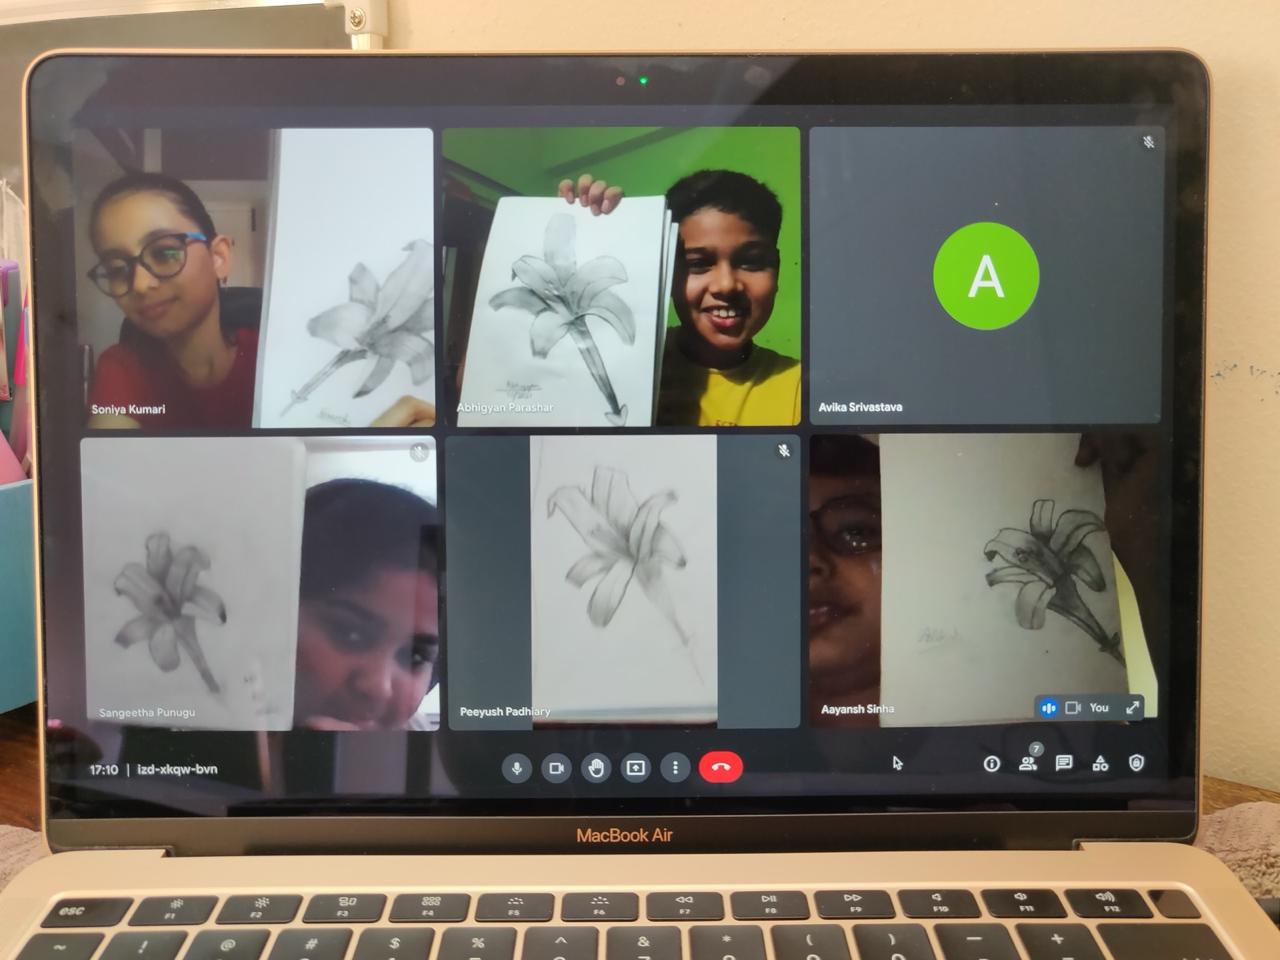 Soniya Kumari
Abhigyan Parashar
A
Avika Srivastava
Sangeetha Punugu
Peeyush Padhiary
Aayansh Sinha
You
17:10 | izd-xkqw-bvn
7
MacBook Air
esc F1 F2 F3 F4 F5 F6 F7 F8 F9 F10 F11 F12
~ ! @ # $ % ^ & * ( ) — +